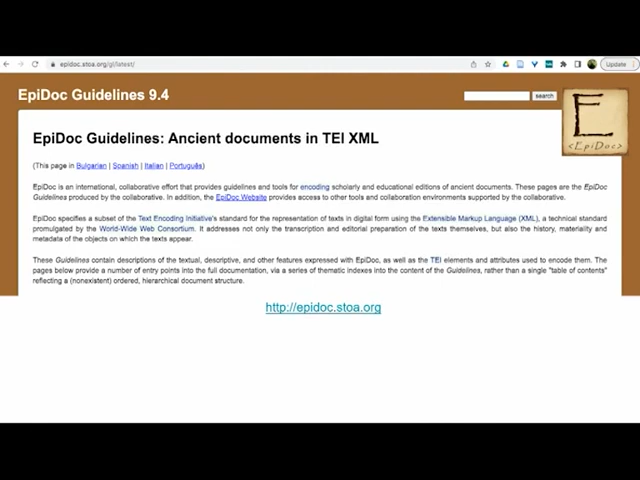 epidoc.stoa.org/gl/latest/
Update
EpiDoc Guidelines 9.4
search
E
<EpiDoc>
EpiDoc Guidelines: Ancient documents in TEI XML
(This page in Bulgarian | Spanish | Italian | Português)
EpiDoc is an international, collaborative effort that provides guidelines and tools for encoding scholarly and educational editions of ancient documents. These pages are the EpiDoc
Guidelines produced by the collaborative. In addition, the EpiDoc Website provides access to other tools and collaboration environments supported by the collaborative.
EpiDoc specifies a subset of the Text Encoding Initiative's standard for the representation of texts in digital form using the Extensible Markup Language (XML), a technical standard
promulgated by the World-Wide Web Consortium. It addresses not only the transcription and editorial preparation of the texts themselves, but also the history, materiality and
metadata of the objects on which the texts appear.
These Guidelines contain descriptions of the textual, descriptive, and other features expressed with EpiDoc, as well as the TEI elements and attributes used to encode them. The
pages below provide a number of entry points into the full documentation, via a series of thematic indexes into the content of the Guidelines, rather than a single "table of contents"
reflecting a (nonexistent) ordered, hierarchical document structure.
http://epidoc.stoa.org